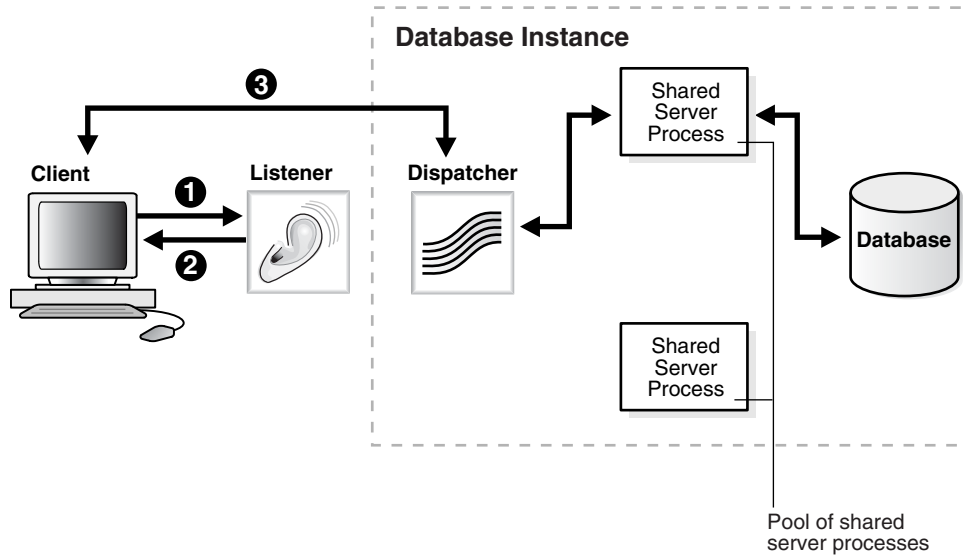 Database Instance
3
Shared
Server
Process
Client
Listener
Dispatcher
1
2
Database
Shared
Server
Process
Pool of shared
server processes